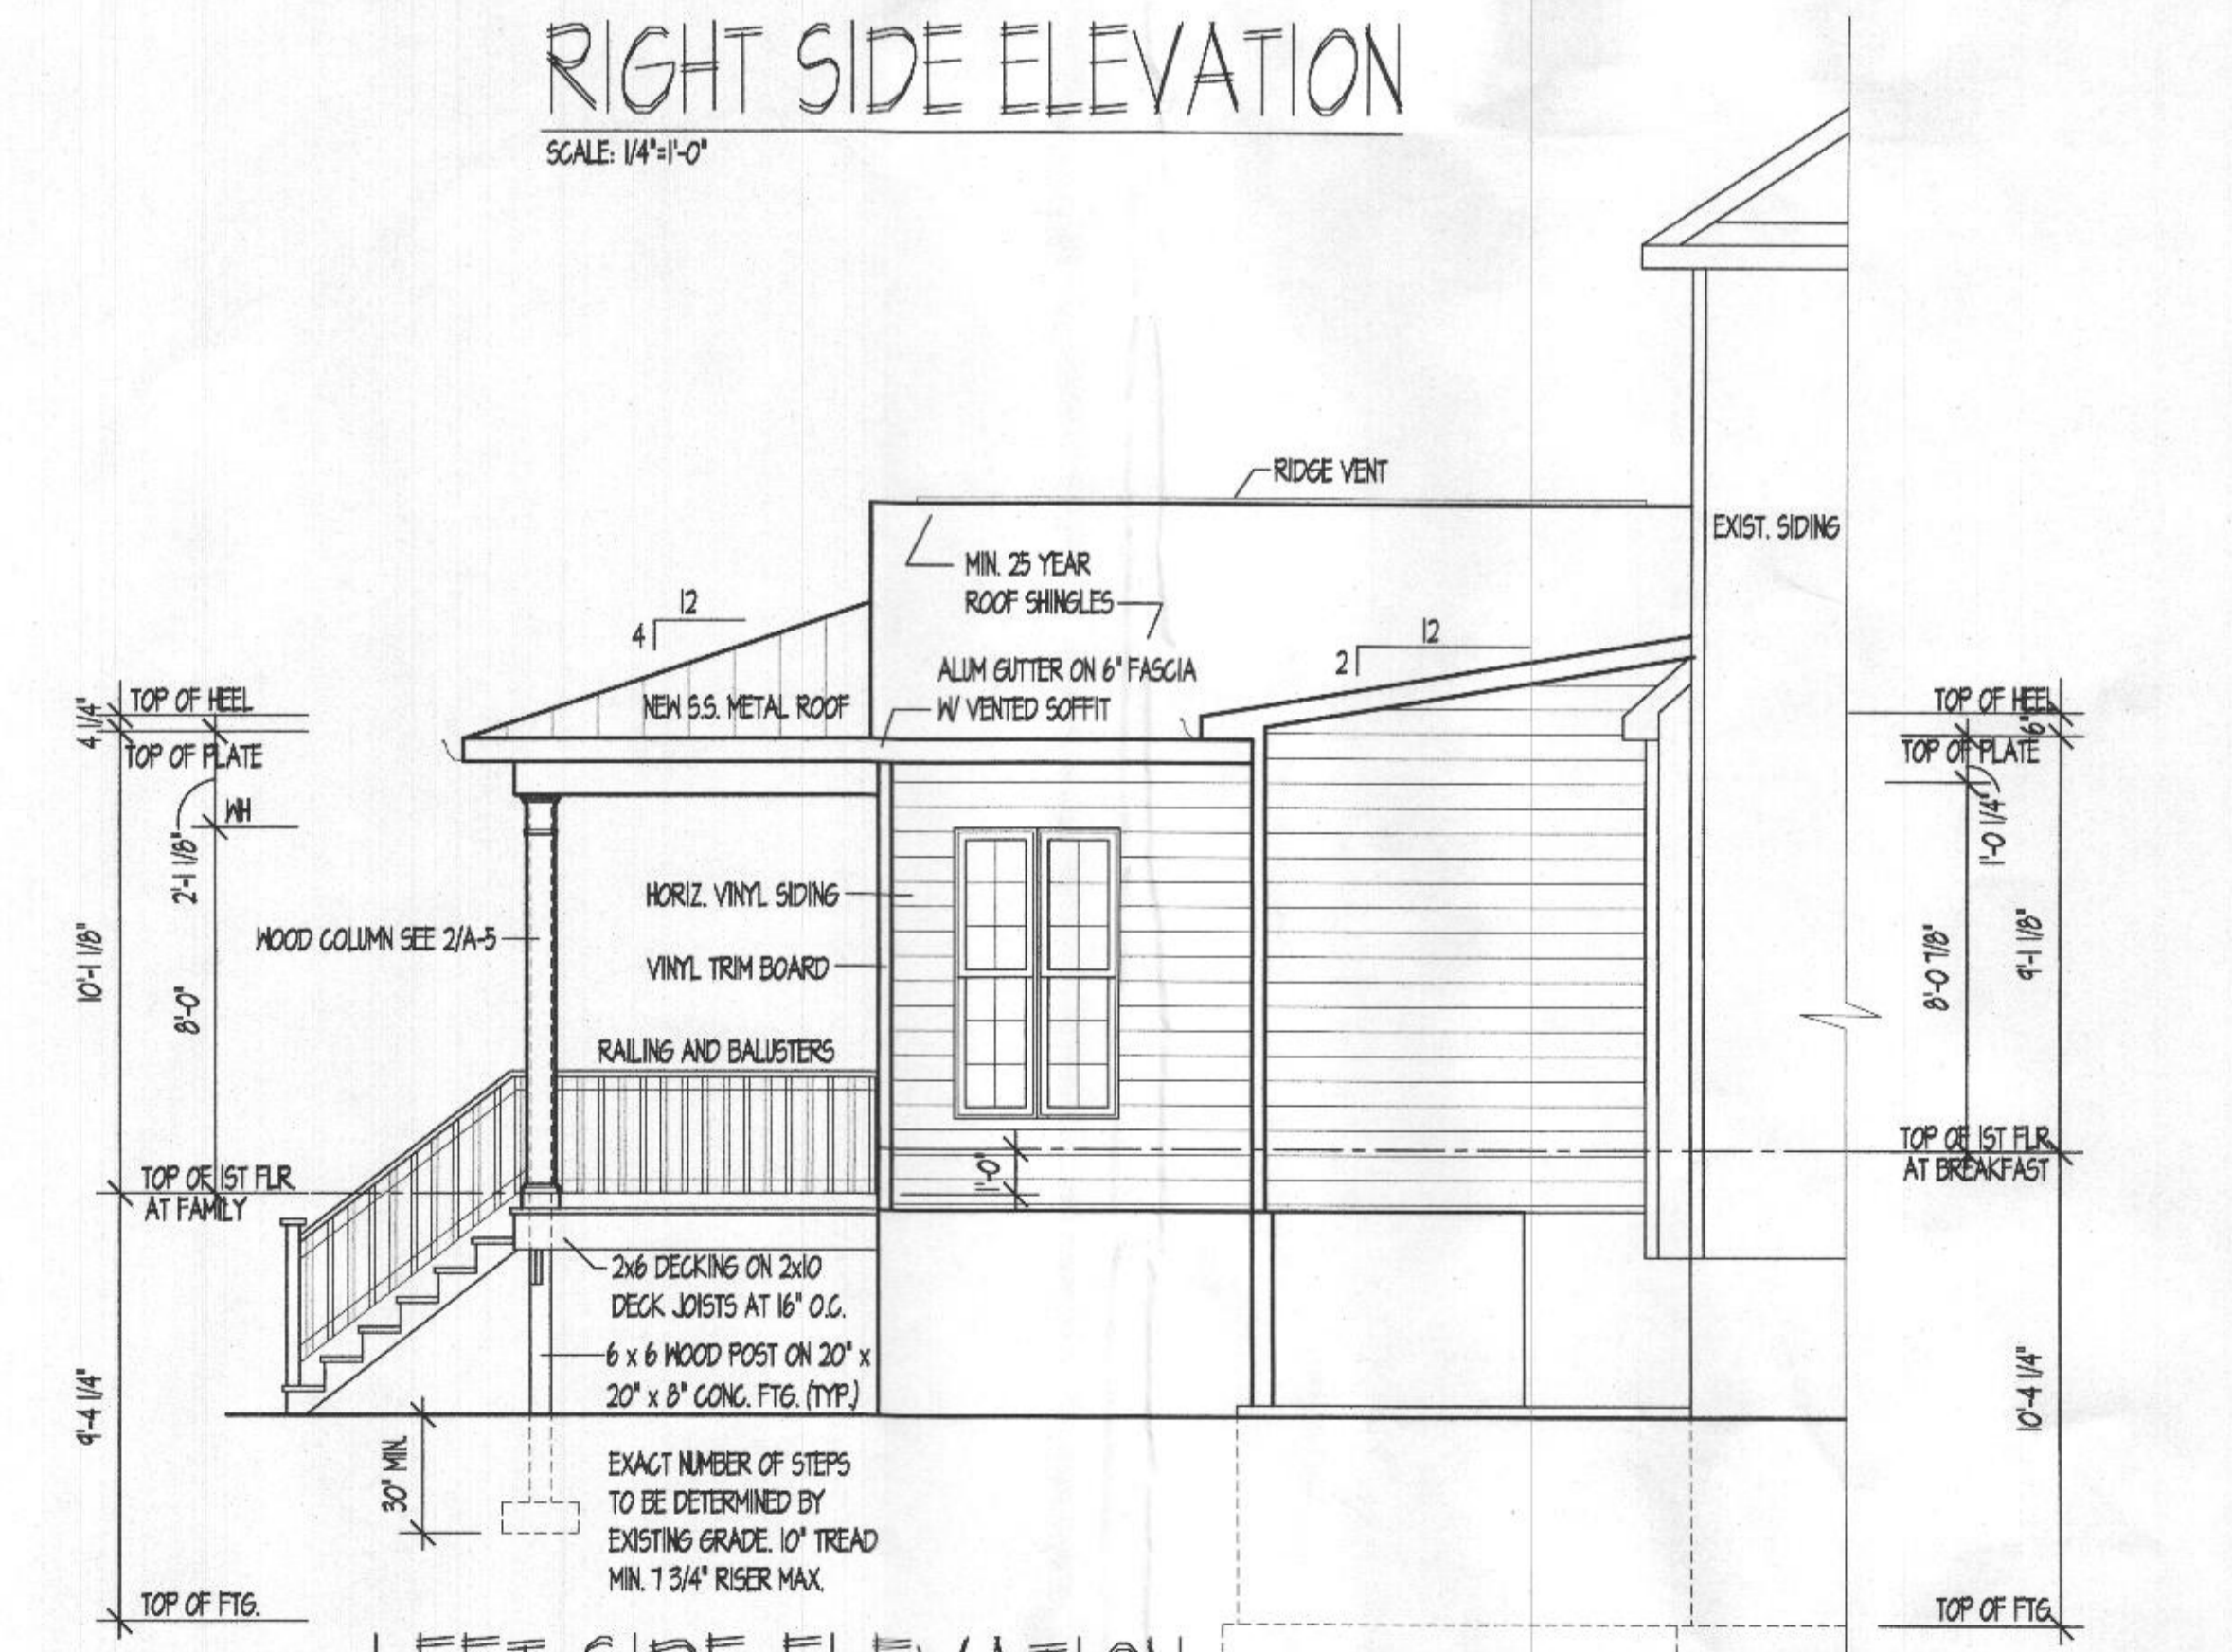 RIGHT SIDE ELEVATION
SCALE: 1/4"=1'-0"
RIDGE VENT
EXIST. SIDING
MIN. 25 YEAR
ROOF SHINGLES
12
4
12
2
ALUM GUTTER ON 6" FASCIA
W/ VENTED SOFFIT
NEW S.S. METAL ROOF
TOP OF HEEL
4 1/4"
TOP OF PLATE
WH
2'-1 1/8"
10'-1 1/8"
8'-0"
WOOD COLUMN SEE 2/A-5
HORIZ. VINYL SIDING
VINYL TRIM BOARD
RAILING AND BALUSTERS
TOP OF HEEL
6"
TOP OF PLATE
1'-0 1/4"
8'-0 7/8"
9'-1 1/8"
TOP OF 1ST FLR.
AT FAMILY
1'-0"
TOP OF 1ST FLR.
AT BREAKFAST
2x6 DECKING ON 2x10
DECK JOISTS AT 16" O.C.
6 x 6 WOOD POST ON 20" x
20" x 8" CONC. FTG. (TYP.)
9'-4 1/4"
10'-4 1/4"
30" MIN.
EXACT NUMBER OF STEPS
TO BE DETERMINED BY
EXISTING GRADE. 10" TREAD
MIN. 7 3/4" RISER MAX.
TOP OF FTG.
TOP OF FTG.
LEFT SIDE ELEVATION